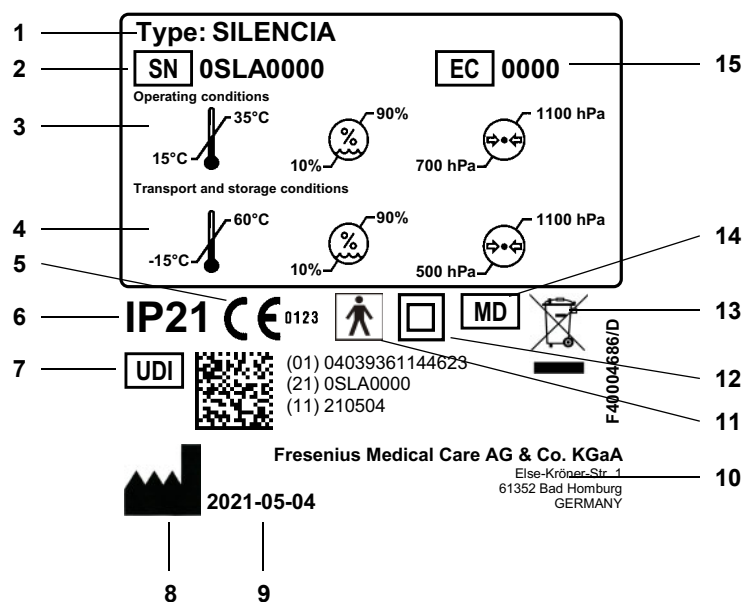 1 Type: SILENCIA
2 SN 0SLA0000 EC 0000 15
Operating conditions
3 35°C 90% 1100 hPa
15°C % 10% 700 hPa
Transport and storage conditions
4 60°C 90% 1100 hPa 14
-15°C % 10% 500 hPa
5
6 IP21 CE 0123 MD 13
F40004686/D
7 UDI (01) 04039361144623 12
(21) 0SLA0000
(11) 210504 11
Fresenius Medical Care AG & Co. KGaA
Else-Kröner-Str. 1 10
61352 Bad Homburg
2021-05-04 GERMANY
8 9